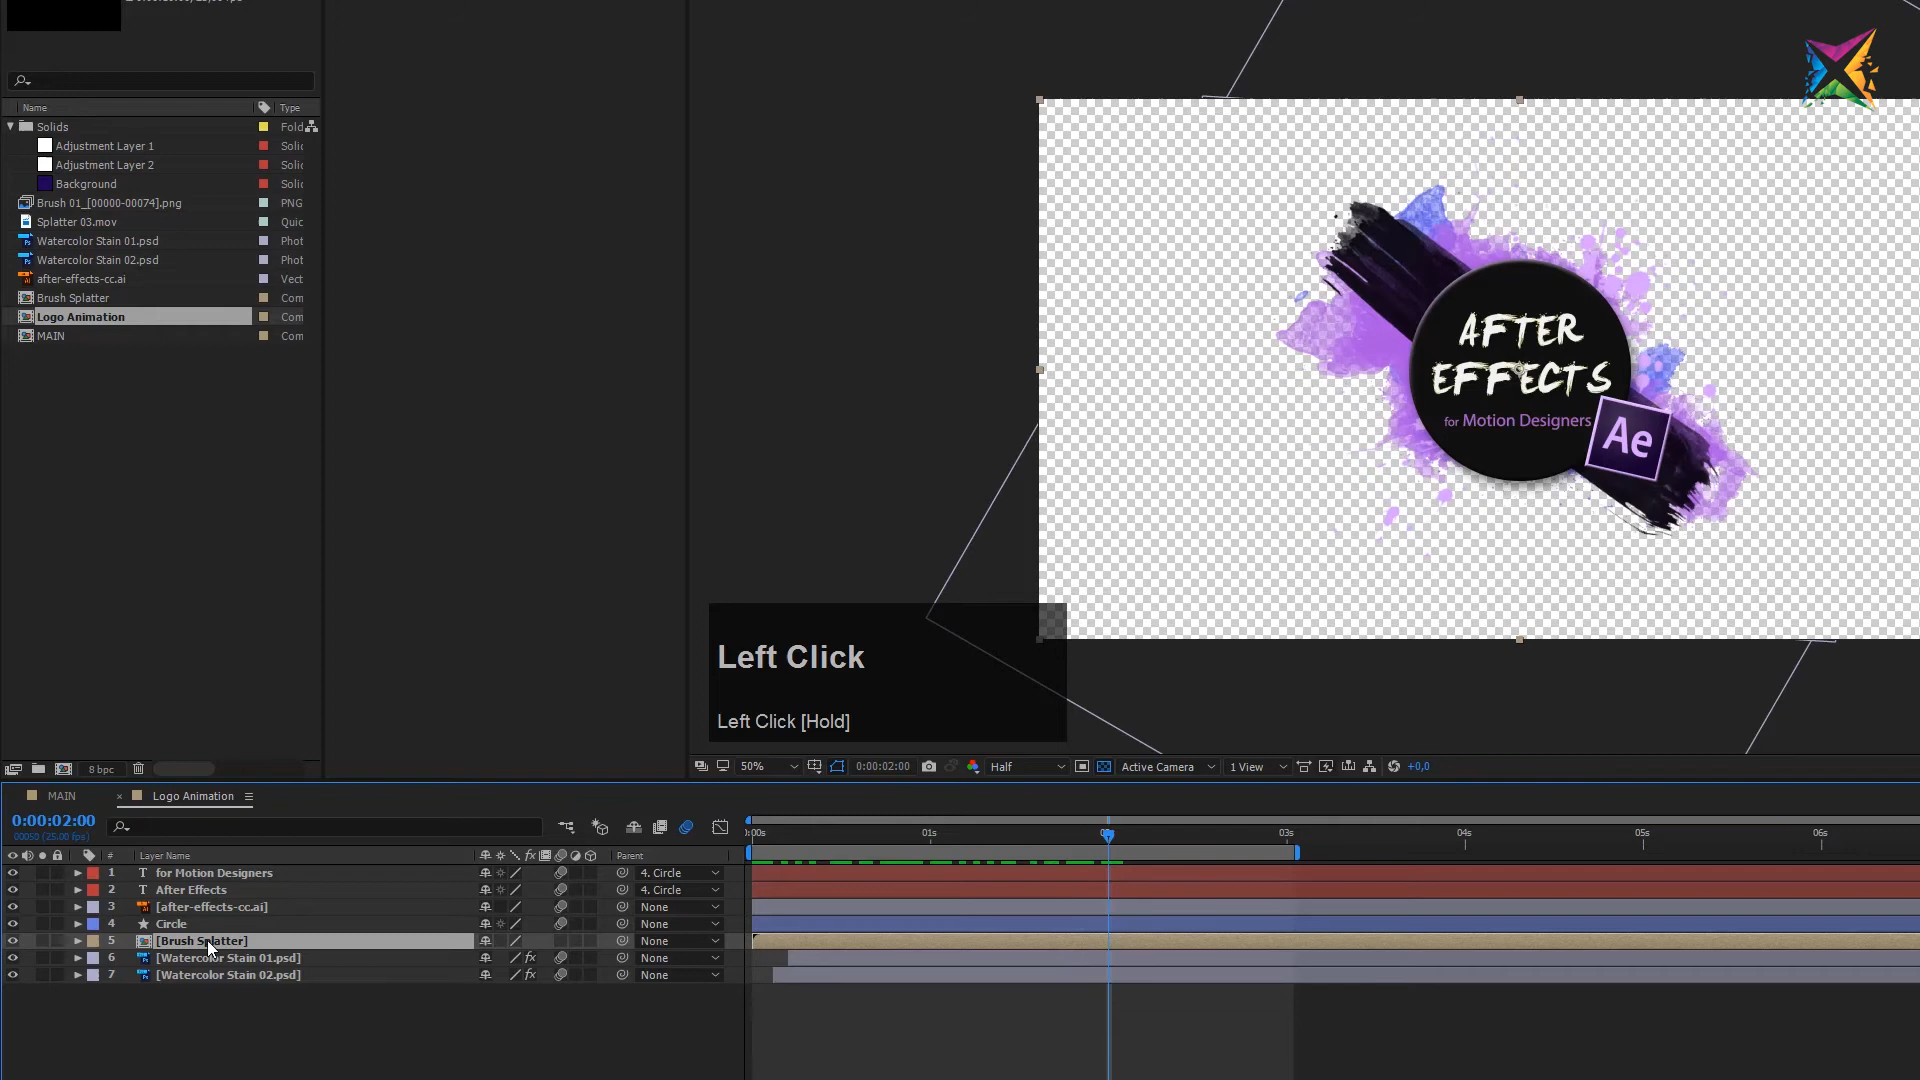 Name Type
Solids Fold
Adjustment Layer 1 Solid
Adjustment Layer 2 Solid
Background Solid
Brush 01_[00000-00074].png PNG
Splatter 03.mov Quic
Watercolor Stain 01.psd Phot
Watercolor Stain 02.psd Phot
after-effects-cc.ai Vect
Brush Splatter Com
Logo Animation Com
MAIN Com
AFTER
EFFECTS
for Motion Designers
Ae
Left Click
Left Click [Hold]
8 bpc
50% 0:00:02:00 Half Active Camera 1 View +0,0
MAIN × Logo Animation
0:00:02:00
00050 (25.00 fps)
:00s 01s 03s 04s 05s 06s
# Layer Name fx Parent
1 T for Motion Designers 4. Circle
2 T After Effects 4. Circle
3 [after-effects-cc.ai] None
4 Circle None
5 [Brush Splatter] None
6 [Watercolor Stain 01.psd] fx None
7 [Watercolor Stain 02.psd] fx None